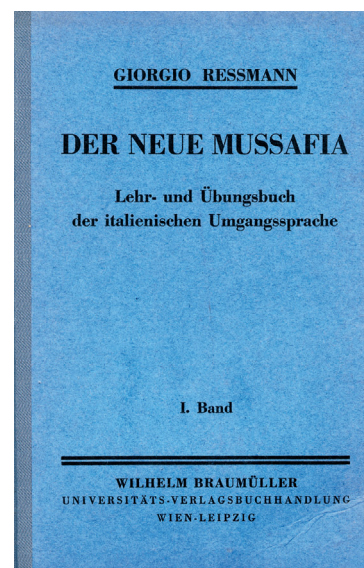 GIORGIO RESSMANN
DER NEUE MUSSAFIA
Lehr- und Übungsbuch
der italienischen Umgangssprache
I. Band
WILHELM BRAUMÜLLER
UNIVERSITÄTS-VERLAGSBUCHHANDLUNG
WIEN-LEIPZIG